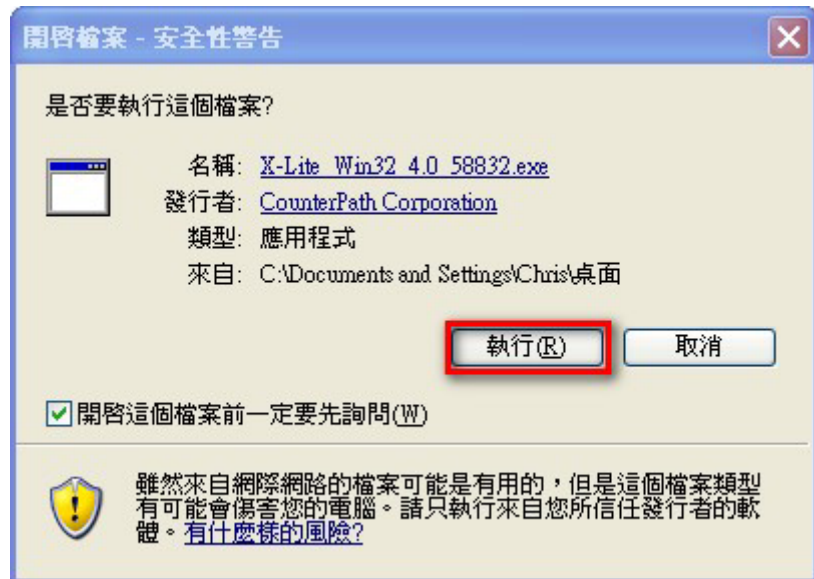 開啓檔案 - 安全性警告
是否要執行這個檔案?
名稱: X-Lite_Win32_4.0_58832.exe
發行者: CounterPath Corporation
類型: 應用程式
來自: C:\Documents and Settings\Chris\桌面
執行(R) 取消
開啓這個檔案前一定要先詢問(W)
雖然來自網際網路的檔案可能是有用的，但是這個檔案類型
有可能會傷害您的電腦。請只執行來自您所信任發行者的軟
體。有什麼樣的風險?